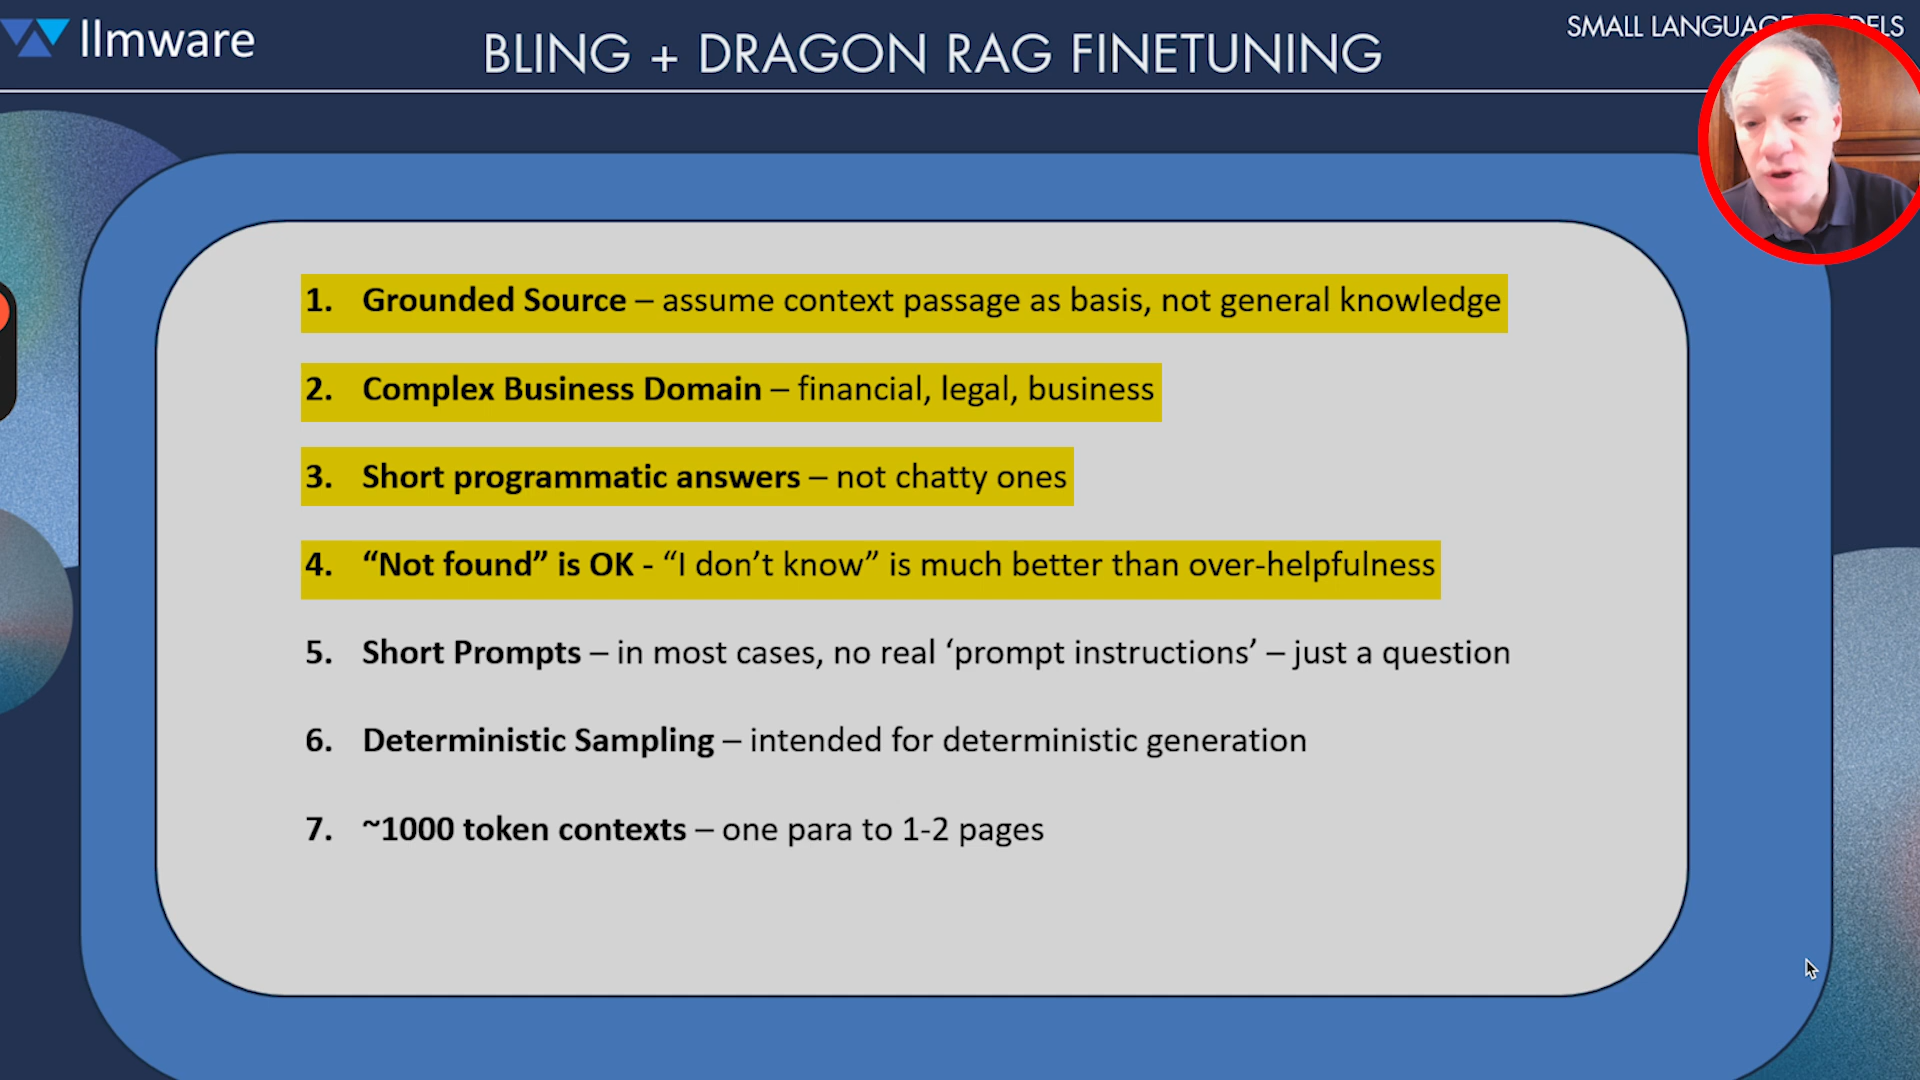 llmware
BLING + DRAGON RAG FINETUNING
SMALL LANGUAGE MODELS
1. Grounded Source – assume context passage as basis, not general knowledge
2. Complex Business Domain – financial, legal, business
3. Short programmatic answers – not chatty ones
4. “Not found” is OK - “I don’t know” is much better than over-helpfulness
5. Short Prompts – in most cases, no real ‘prompt instructions’ – just a question
6. Deterministic Sampling – intended for deterministic generation
7. ~1000 token contexts – one para to 1-2 pages